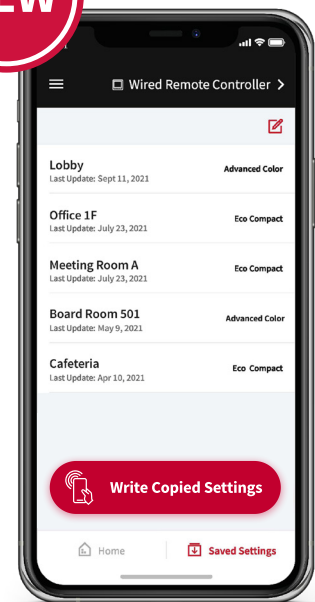 EW
Wired Remote Controller >
Lobby
Advanced Color
Last Update: Sept 11, 2021
Office 1F
Eco Compact
Last Update: July 23, 2021
Meeting Room A
Eco Compact
Last Update: July 23, 2021
Board Room 501
Advanced Color
Last Update: May 9, 2021
Cafeteria
Eco Compact
Last Update: Apr 10, 2021
Write Copied Settings
Home
Saved Settings